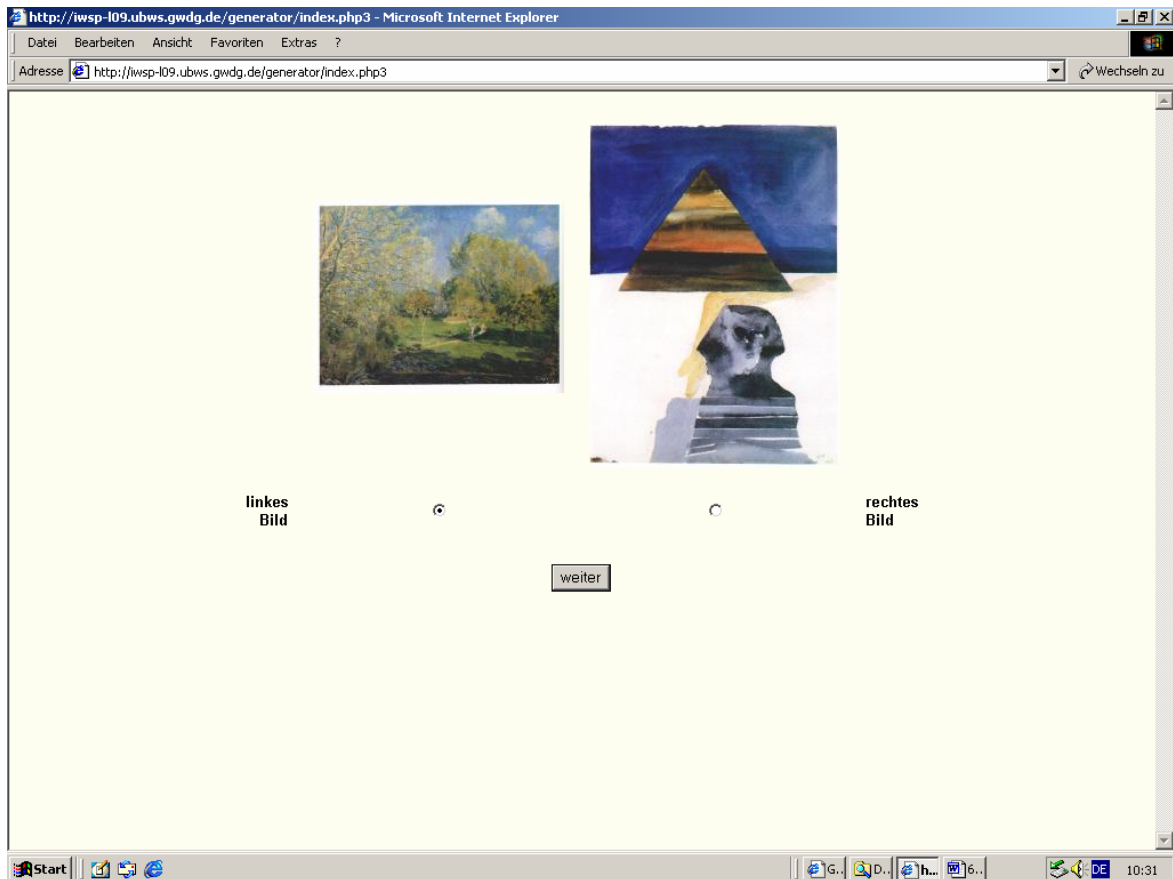 http://iwsp-l09.ubws.gwdg.de/generator/index.php3 - Microsoft Internet Explorer
Datei Bearbeiten Ansicht Favoriten Extras ?
Adresse http://iwsp-l09.ubws.gwdg.de/generator/index.php3 Wechseln zu
linkes
Bild
rechtes
Bild
weiter
Start G.. D.. h... 6.. DE 10:31